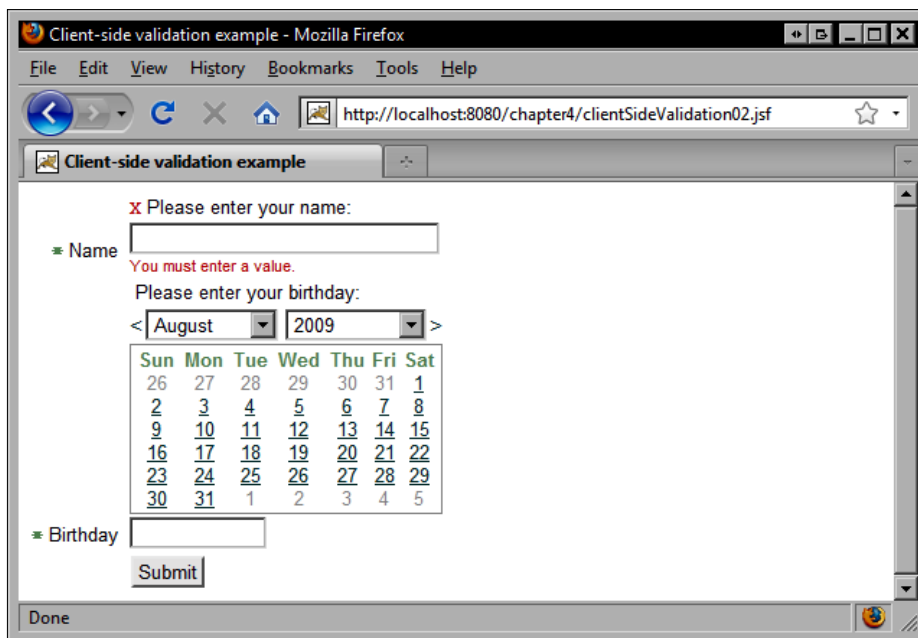 Client-side validation example - Mozilla Firefox
File Edit View History Bookmarks Tools Help
http://localhost:8080/chapter4/clientSideValidation02.jsf
Client-side validation example
X Please enter your name:
* Name
You must enter a value.
Please enter your birthday:
< August 2009 >
Sun Mon Tue Wed Thu Fri Sat
26 27 28 29 30 31 1
2 3 4 5 6 7 8
9 10 11 12 13 14 15
16 17 18 19 20 21 22
23 24 25 26 27 28 29
30 31 1 2 3 4 5
* Birthday
Submit
Done